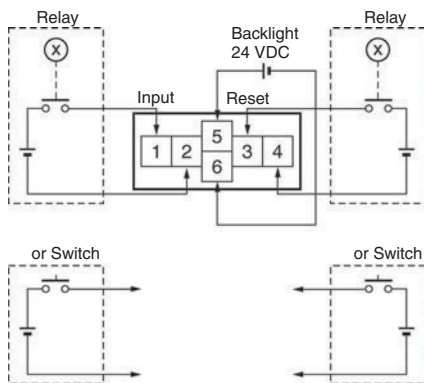 Relay
Relay
X
X
Backlight
24 VDC
Input
Reset
1
2
5
6
3
4
or Switch
or Switch